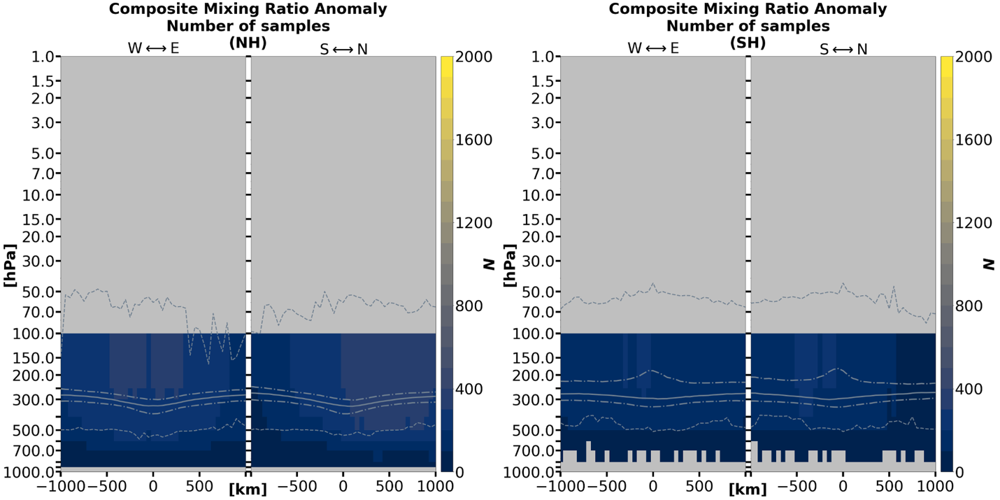 Composite Mixing Ratio Anomaly
Number of samples
(NH)
W ⟷ E
S ⟷ N
1.0
1.5
2.0
3.0
5.0
7.0
10.0
15.0
20.0
30.0
50.0
70.0
100.0
150.0
200.0
300.0
500.0
700.0
1000.0
[hPa]
−1000 −500 0 500 −500 0 500 1000
[km]
2000
1600
1200
800
400
0
N
Composite Mixing Ratio Anomaly
Number of samples
(SH)
W ⟷ E
S ⟷ N
1.0
1.5
2.0
3.0
5.0
7.0
10.0
15.0
20.0
30.0
50.0
70.0
100.0
150.0
200.0
300.0
500.0
700.0
1000.0
[hPa]
−1000 −500 0 500 −500 0 500 1000
[km]
2000
1600
1200
800
400
0
N